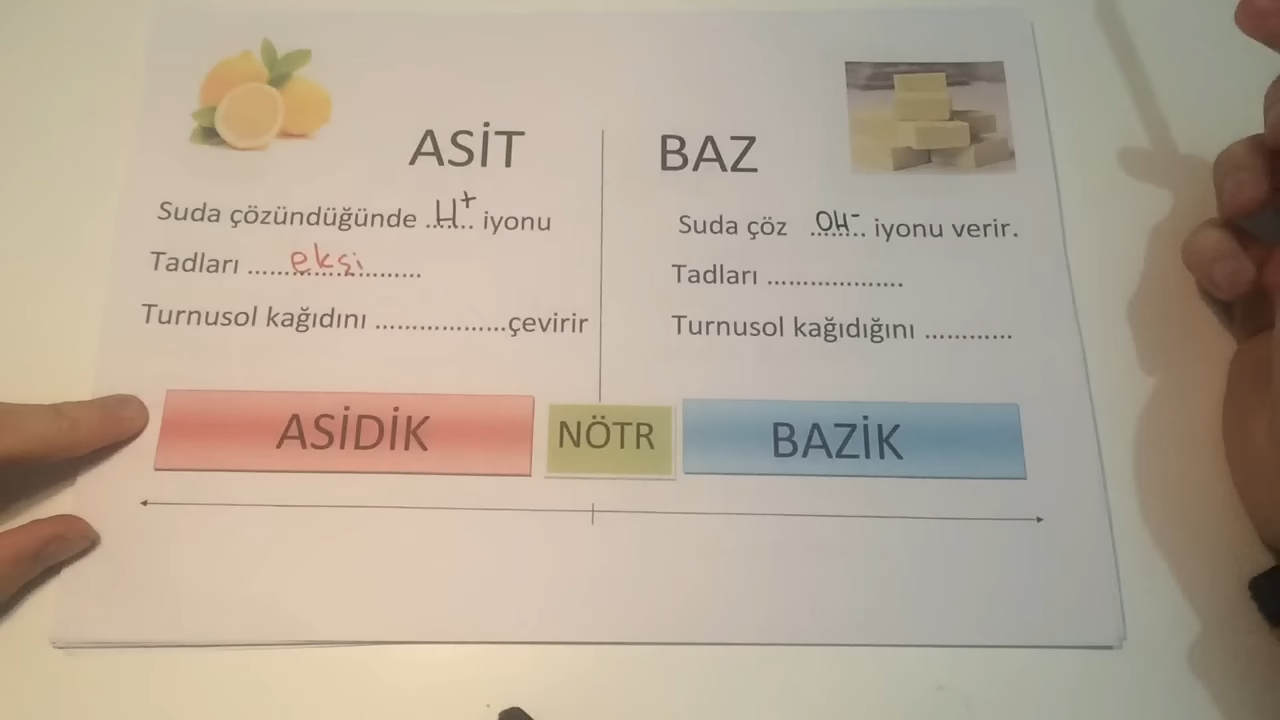 ASİT
Suda çözündüğünde ..H⁺.. iyonu
Tadları ......ekşi.........
Turnusol kağıdını ..................çevirir
BAZ
Suda çöz ..OH⁻.. iyonu verir.
Tadları ...................
Turnusol kağıdığını ............
ASİDİK
NÖTR
BAZİK